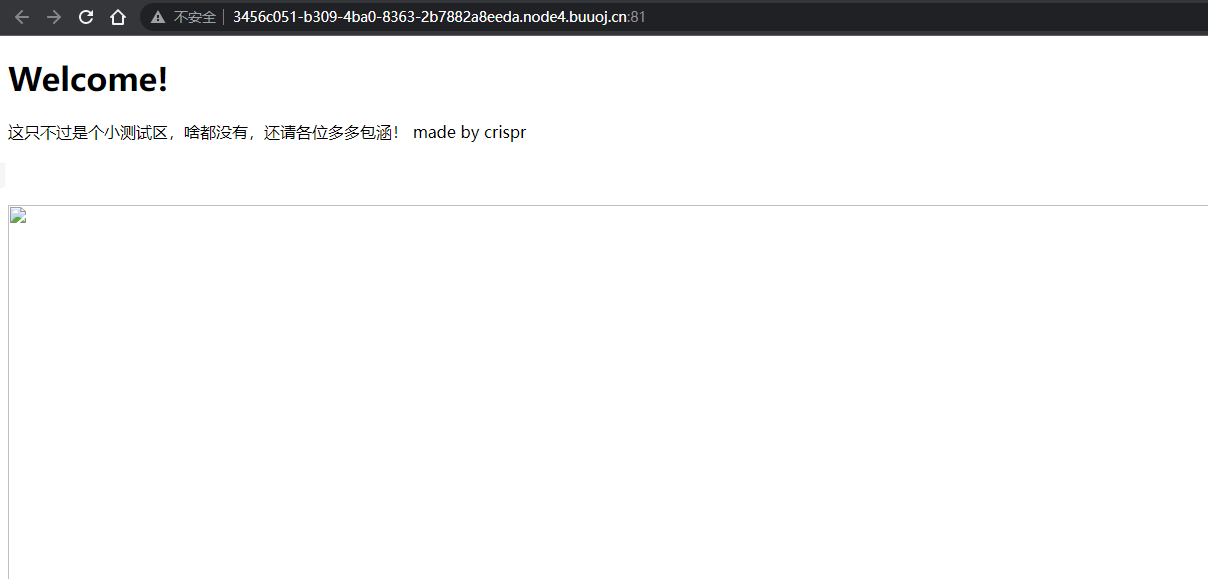 不安全 3456c051-b309-4ba0-8363-2b7882a8eeda.node4.buuoj.cn:81
Welcome!
这只不过是个小测试区，啥都没有，还请各位多多包涵！ made by crispr